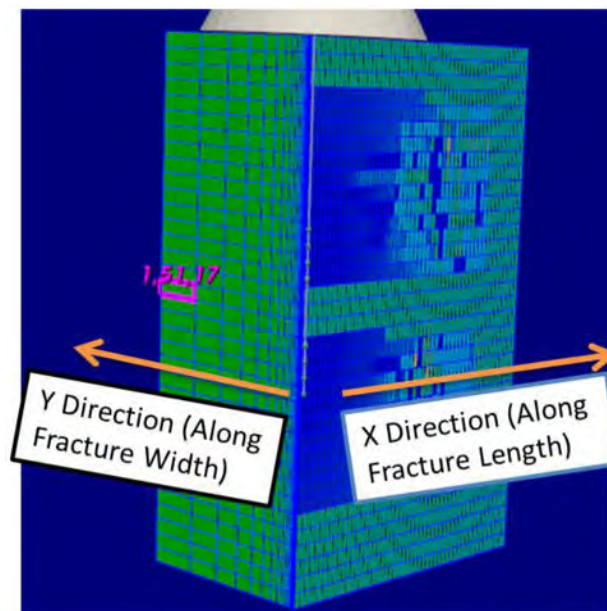 1,51,17
Y Direction (Along
Fracture Width)
X Direction (Along
Fracture Length)